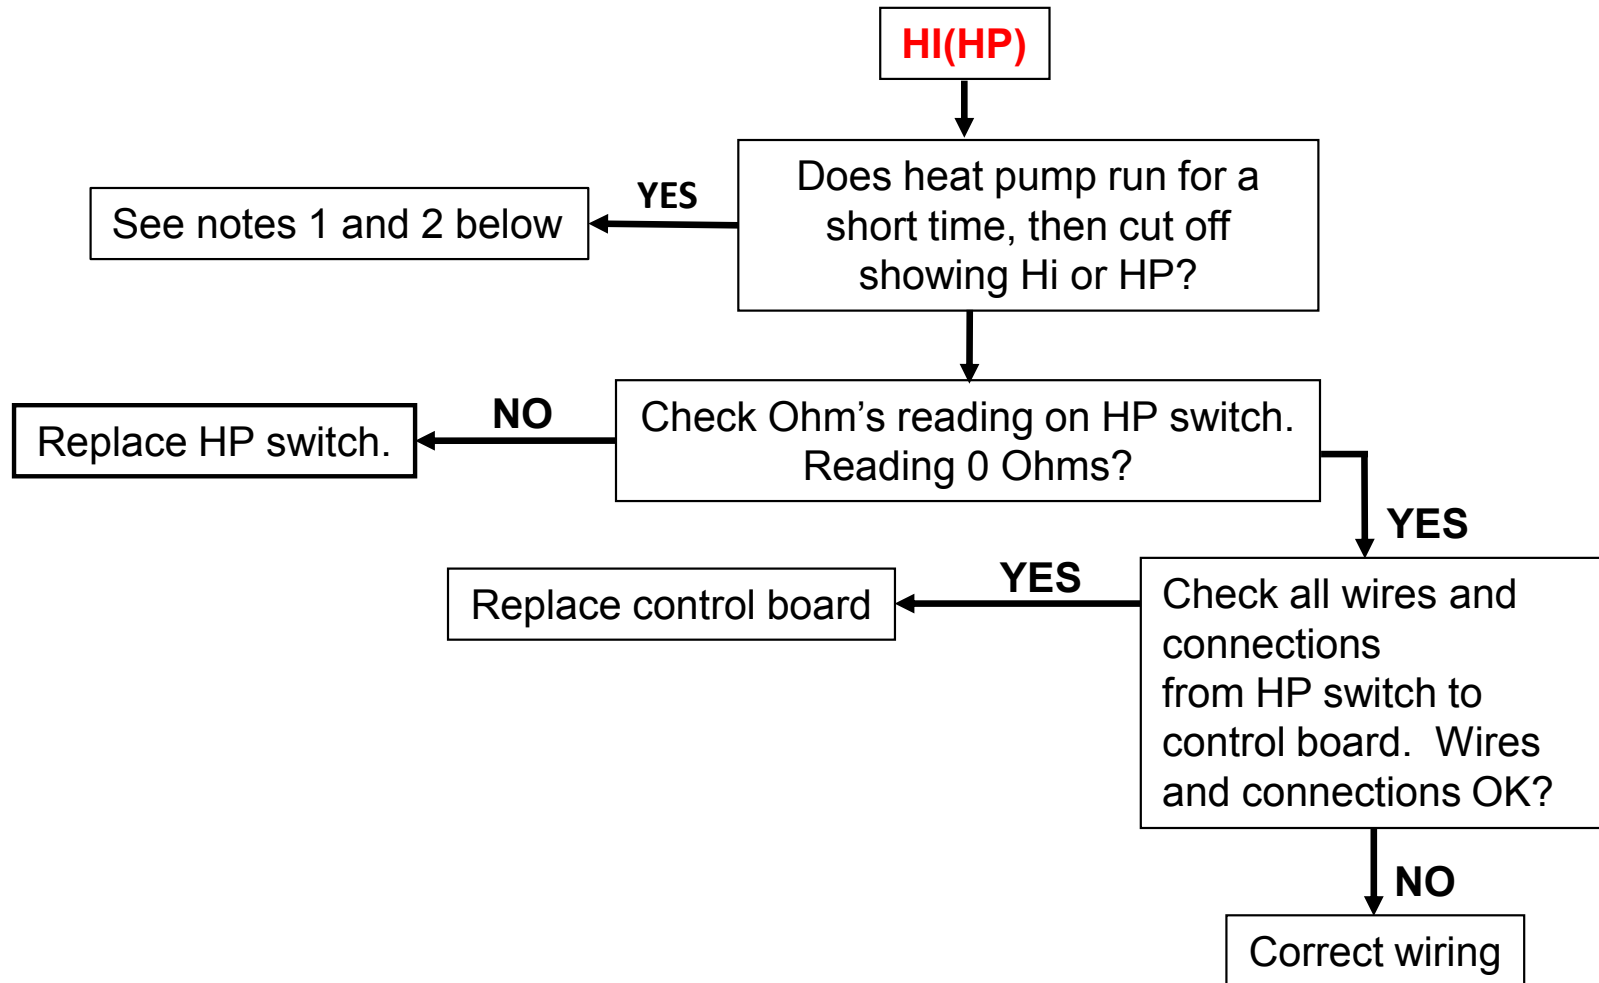 HI(HP)
Does heat pump run for a
short time, then cut off
showing Hi or HP?
YES
See notes 1 and 2 below
Check Ohm's reading on HP switch.
Reading 0 Ohms?
NO
Replace HP switch.
YES
Check all wires and
connections
from HP switch to
control board.  Wires
and connections OK?
YES
Replace control board
NO
Correct wiring